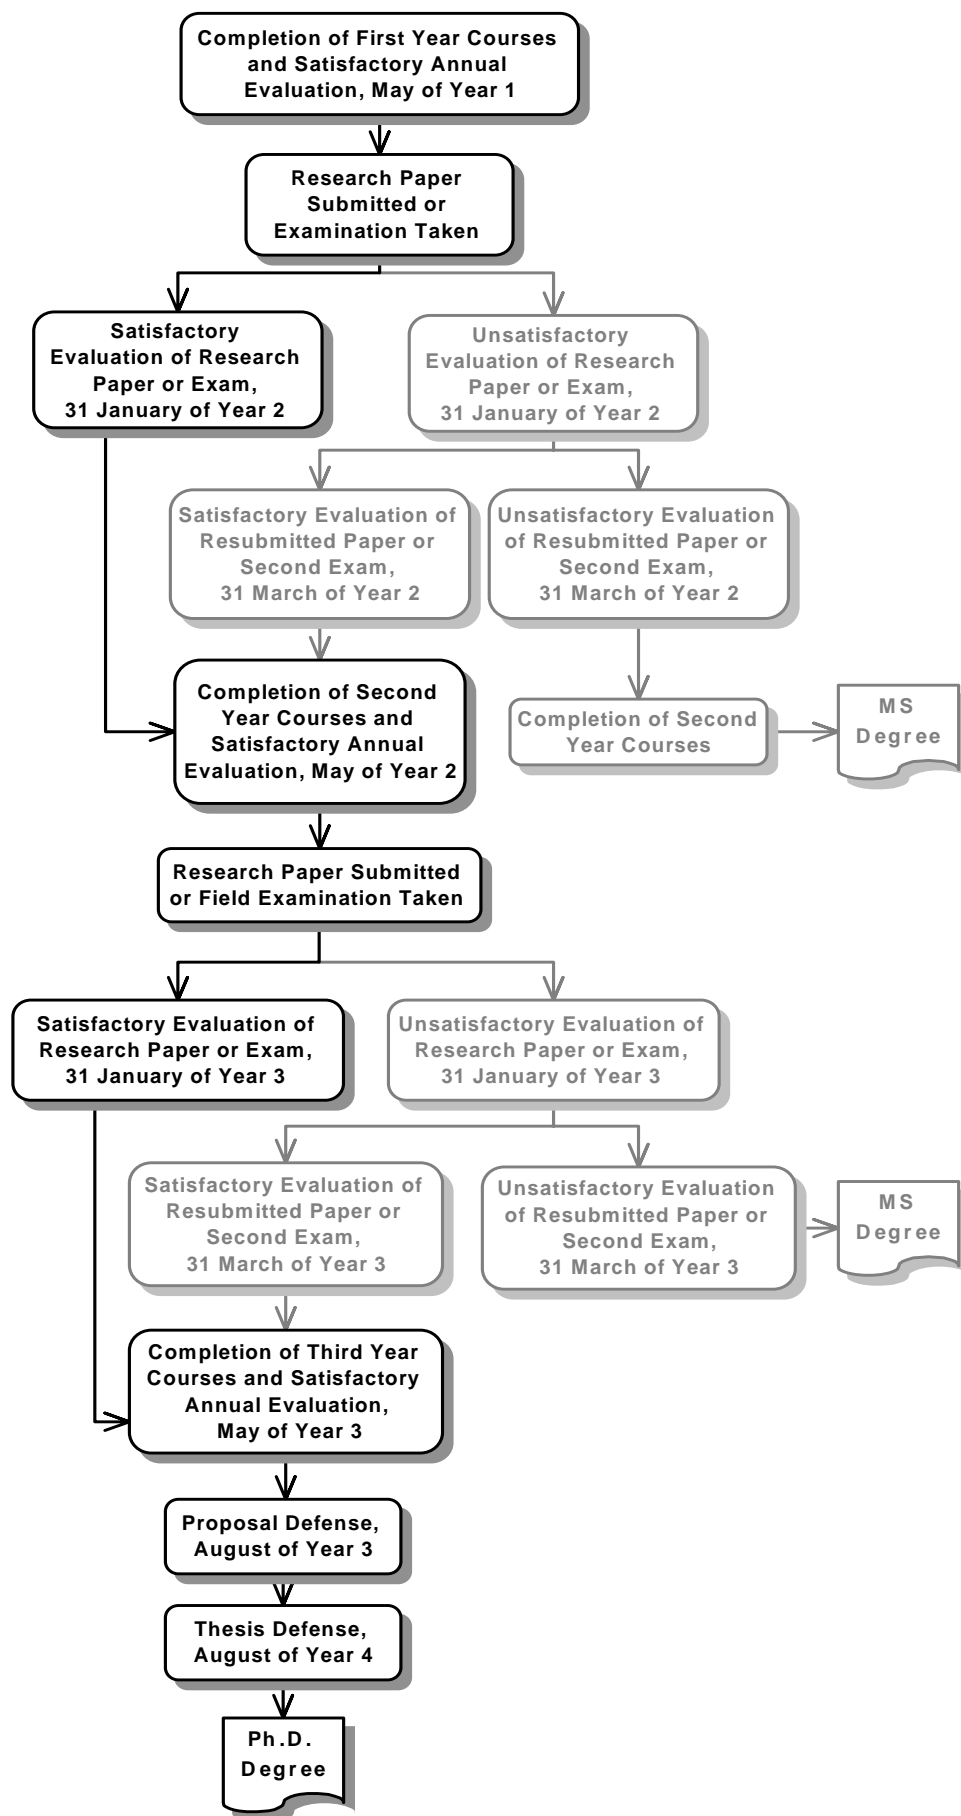 Completion of First Year Courses
and Satisfactory Annual
Evaluation, May of Year 1
Research Paper
Submitted or
Examination Taken
Satisfactory
Evaluation of Research
Paper or Exam,
31 January of Year 2
Unsatisfactory
Evaluation of Research
Paper or Exam,
31 January of Year 2
Satisfactory Evaluation of
Resubmitted Paper or
Second Exam,
31 March of Year 2
Unsatisfactory Evaluation
of Resubmitted Paper or
Second Exam,
31 March of Year 2
Completion of Second
Year Courses and
Satisfactory Annual
Evaluation, May of Year 2
Completion of Second
Year Courses
MS
Degree
Research Paper Submitted
or Field Examination Taken
Satisfactory Evaluation of
Research Paper or Exam,
31 January of Year 3
Unsatisfactory Evaluation of
Research Paper or Exam,
31 January of Year 3
Satisfactory Evaluation of
Resubmitted Paper or
Second Exam,
31 March of Year 3
Unsatisfactory Evaluation
of Resubmitted Paper or
Second Exam,
31 March of Year 3
MS
Degree
Completion of Third Year
Courses and Satisfactory
Annual Evaluation,
May of Year 3
Proposal Defense,
August of Year 3
Thesis Defense,
August of Year 4
Ph.D.
Degree